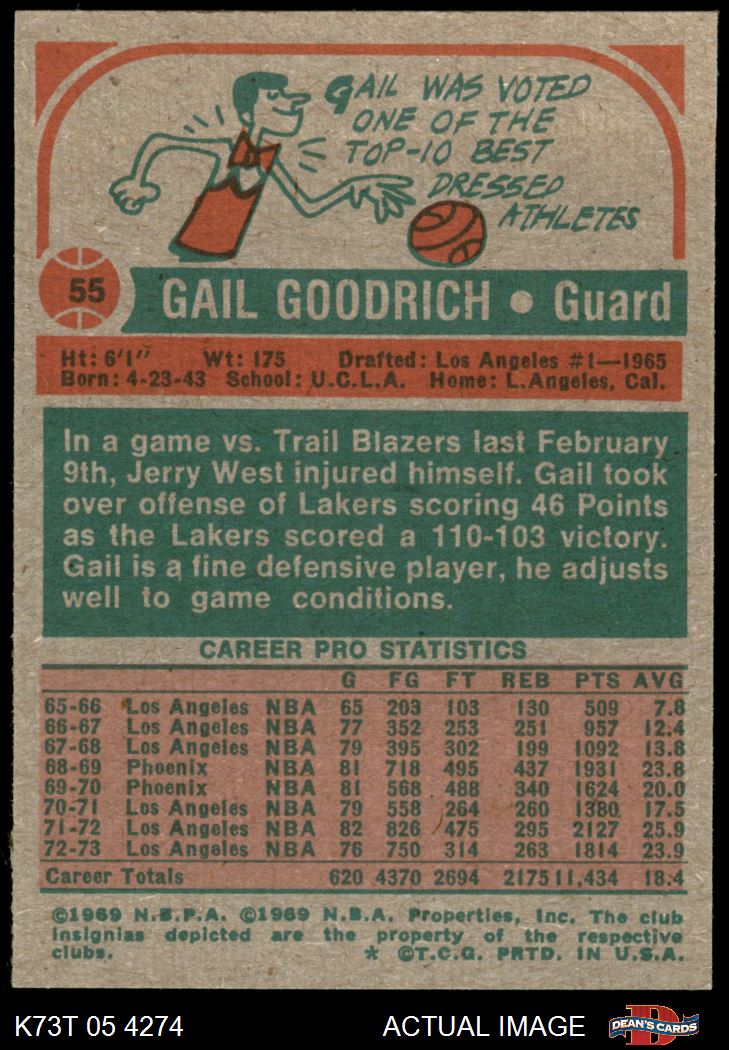 GAIL WAS VOTED
ONE OF THE
TOP-10 BEST
DRESSED
ATHLETES
55 GAIL GOODRICH • Guard
Ht: 6'1" Wt: 175 Drafted: Los Angeles #1—1965
Born: 4-23-43 School: U.C.L.A. Home: L.Angeles, Cal.
In a game vs. Trail Blazers last February
9th, Jerry West injured himself. Gail took
over offense of Lakers scoring 46 Points
as the Lakers scored a 110-103 victory.
Gail is a fine defensive player, he adjusts
well to game conditions.
CAREER PRO STATISTICS
G FG FT REB PTS AVG
65-66 Los Angeles NBA 65 203 103 130 509 7.8
66-67 Los Angeles NBA 77 352 253 251 957 12.4
67-68 Los Angeles NBA 79 395 302 199 1092 13.8
68-69 Phoenix NBA 81 718 495 437 1931 23.8
69-70 Phoenix NBA 81 568 488 340 1624 20.0
70-71 Los Angeles NBA 79 558 264 260 1380 17.5
71-72 Los Angeles NBA 82 826 475 295 2127 25.9
72-73 Los Angeles NBA 76 750 314 263 1814 23.9
Career Totals 620 4370 2694 2175 11,434 18.4
©1969 N.B.P.A. ©1969 N.B.A. Properties, Inc. The club
insignias depicted are the property of the respective
clubs. * ©T.C.G. PRTD. IN U.S.A.
K73T 05 4274 ACTUAL IMAGE DEAN'S CARDS